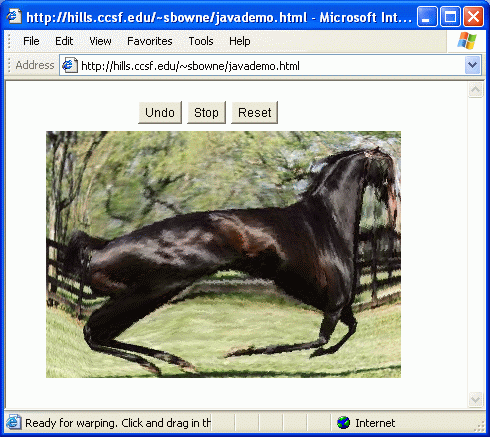 http://hills.ccsf.edu/~sbowne/javademo.html - Microsoft Int...
File Edit View Favorites Tools Help
Address http://hills.ccsf.edu/~sbowne/javademo.html
Undo Stop Reset
Ready for warping. Click and drag in th Internet